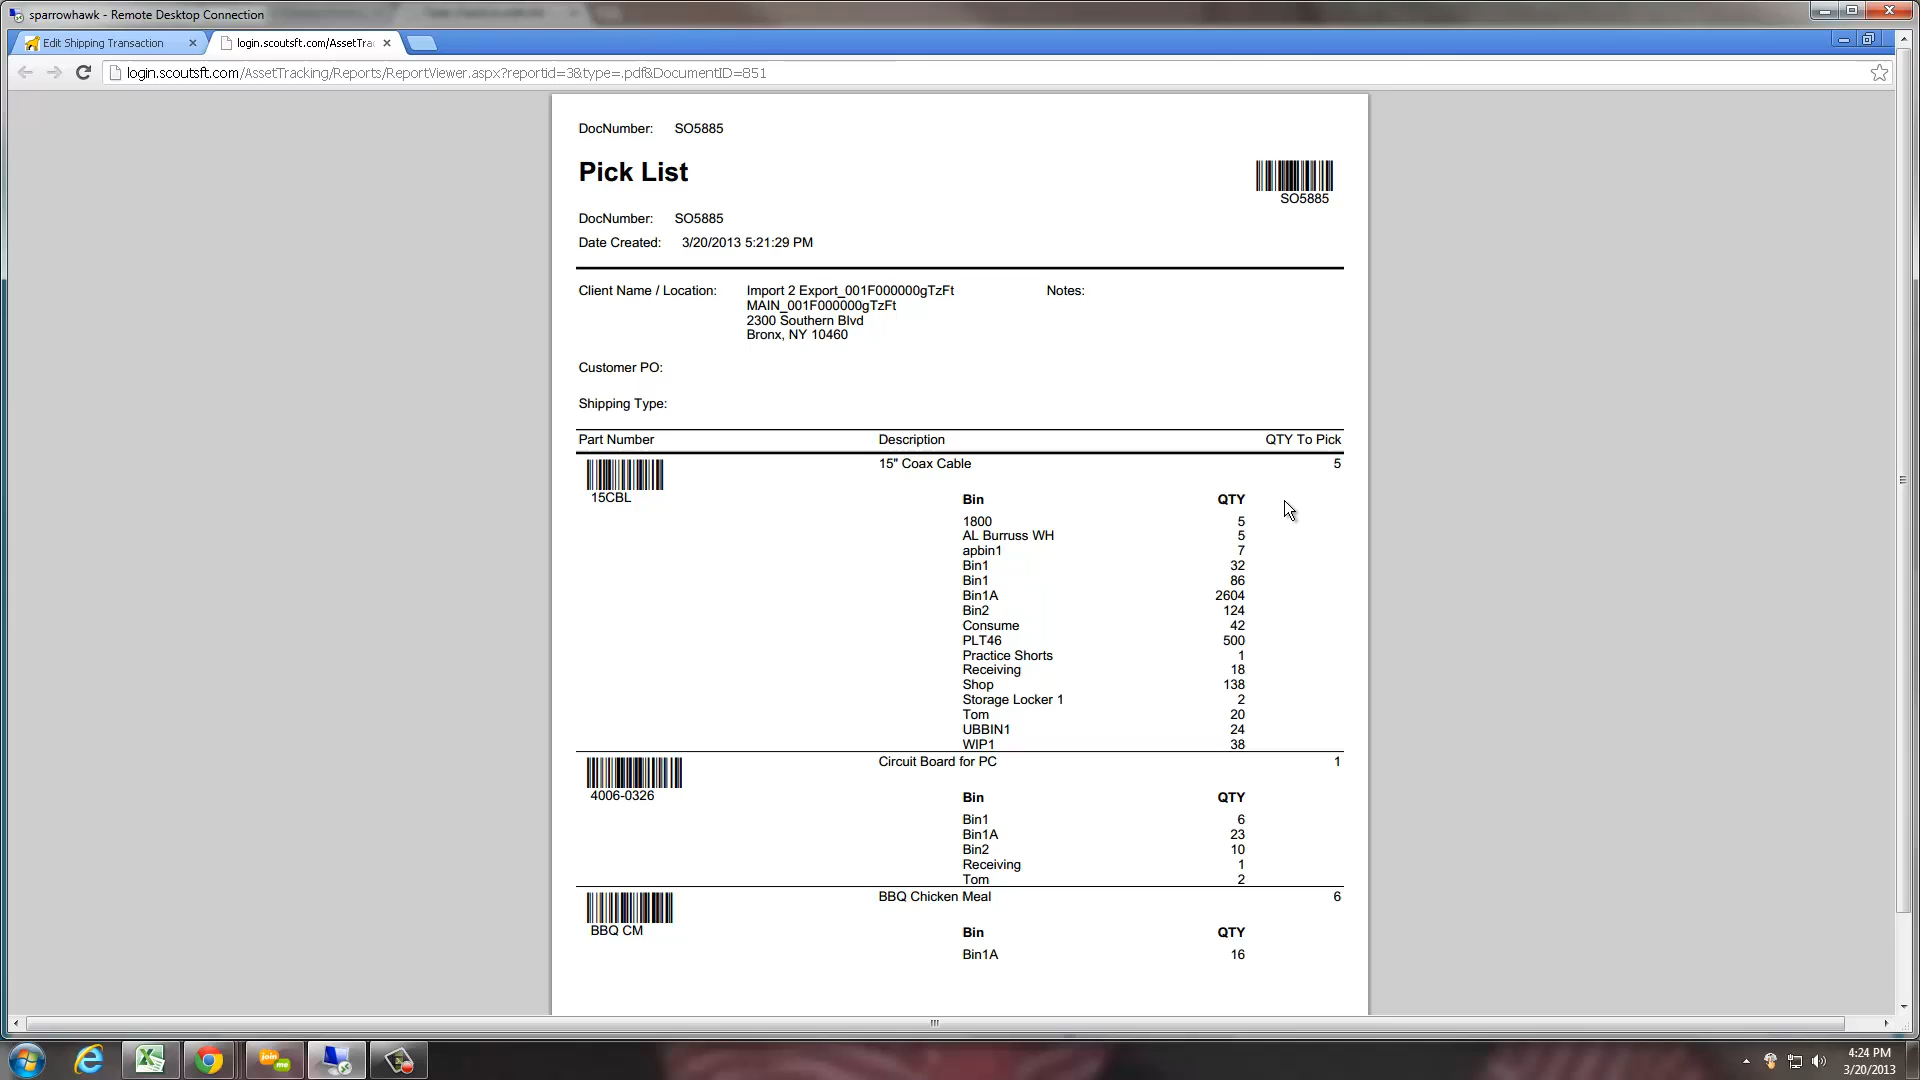 sparrowhawk - Remote Desktop Connection
Edit Shipping Transaction
login.scoutsft.com/AssetTrac
login.scoutsft.com/AssetTracking/Reports/ReportViewer.aspx?reportid=3&type=.pdf&DocumentID=851
DocNumber: SO5885
Pick List
SO5885
DocNumber: SO5885
Date Created: 3/20/2013 5:21:29 PM
Client Name / Location: Import 2 Export_001F000000gTzFt Notes:
MAIN_001F000000gTzFt
2300 Southern Blvd
Bronx, NY 10460
Customer PO:
Shipping Type:
Part Number Description QTY To Pick
15" Coax Cable 5
15CBL
Bin QTY
1800 5
AL Burruss WH 5
apbin1 7
Bin1 32
Bin1 86
Bin1A 2604
Bin2 124
Consume 42
PLT46 500
Practice Shorts 1
Receiving 18
Shop 138
Storage Locker 1 2
Tom 20
UBBIN1 24
WIP1 38
Circuit Board for PC 1
4006-0326
Bin QTY
Bin1 6
Bin1A 23
Bin2 10
Receiving 1
Tom 2
BBQ Chicken Meal 6
BBQ CM
Bin QTY
Bin1A 16
join
me
4:24 PM
3/20/2013